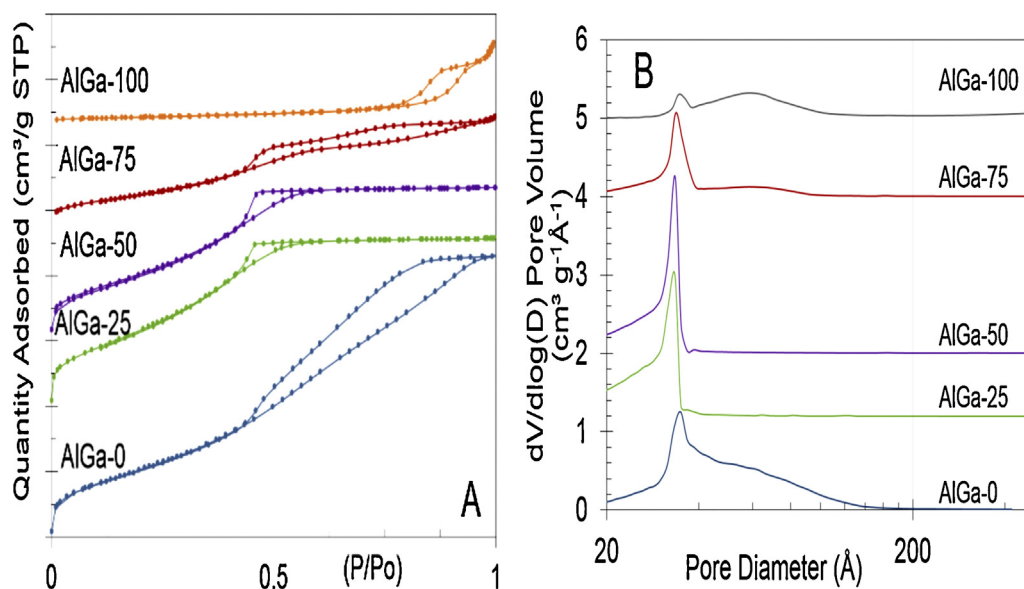 Quantity Adsorbed (cm³/g STP)
AlGa-100
AlGa-75
AlGa-50
AlGa-25
AlGa-0
A
0
0.5
(P/Po)
1
dV/dlog(D) Pore Volume
(cm³ g⁻¹Å⁻¹)
6
5
4
3
2
1
0
B
AlGa-100
AlGa-75
AlGa-50
AlGa-25
AlGa-0
20
200
Pore Diameter (Å)